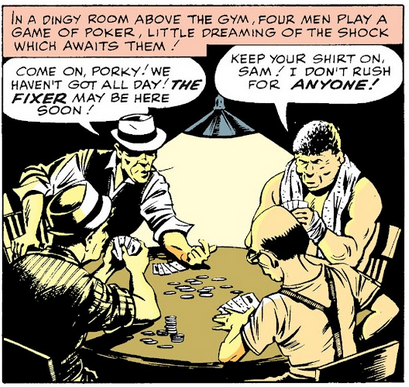 IN A DINGY ROOM ABOVE THE GYM, FOUR MEN PLAY A
GAME OF POKER, LITTLE DREAMING OF THE SHOCK
WHICH AWAITS THEM!
COME ON, PORKY! WE
HAVEN'T GOT ALL DAY! THE
FIXER MAY BE HERE
SOON!
KEEP YOUR SHIRT ON,
SAM! I DON'T RUSH
FOR ANYONE!